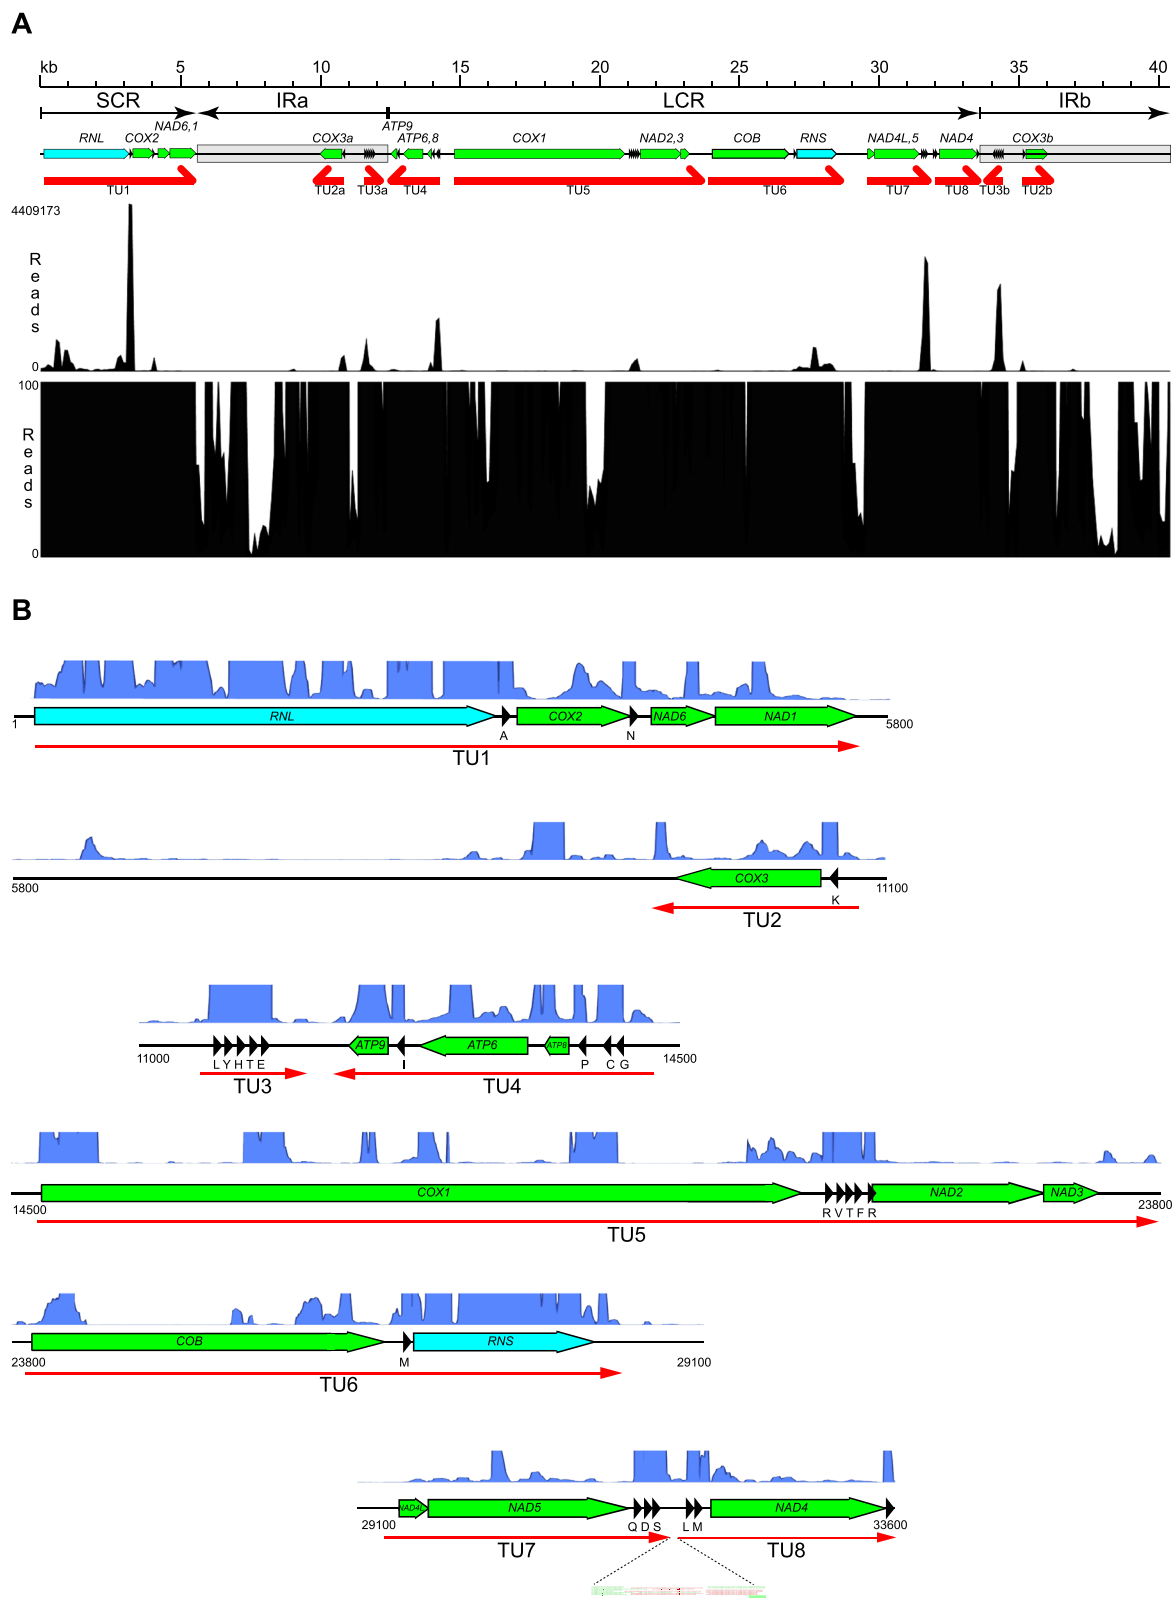 A
kb 5 10 15 20 25 30 35 40
SCR IRa LCR IRb
NAD6,1 ATP9
RNL COX2 COX3a ATP6,8 COX1 NAD2,3 COB RNS NAD4L,5 NAD4 COX3b
TU1 TU2a TU3a TU4 TU5 TU6 TU7 TU8 TU3b TU2b
4409173
Reads
0
100
Reads
0
B
RNL COX2 NAD6 NAD1
1 A N 5800
TU1
COX3
5800 K 11100
TU2
ATP9 ATP6 ATP8
11000 L Y H T E I P C G 14500
TU3 TU4
COX1 NAD2 NAD3
14500 R V T F R 23800
TU5
COB RNS
23800 M 29100
TU6
NAD4L NAD5 NAD4
29100 Q D S L M 33600
TU7 TU8